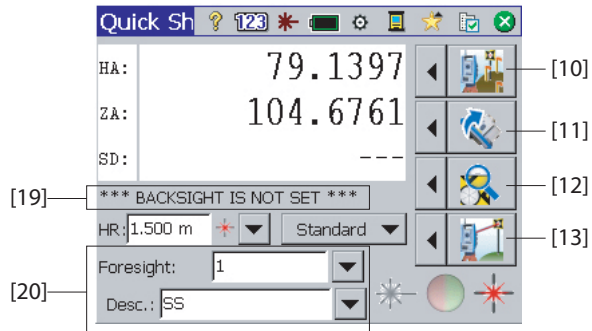 Quick Sh ? 123
HA: 79.1397
[10]
ZA: 104.6761
[11]
SD: ---
[12]
[19] *** BACKSIGHT IS NOT SET ***
HR: 1.500 m Standard
[13]
Foresight: 1
[20]
Desc.: SS